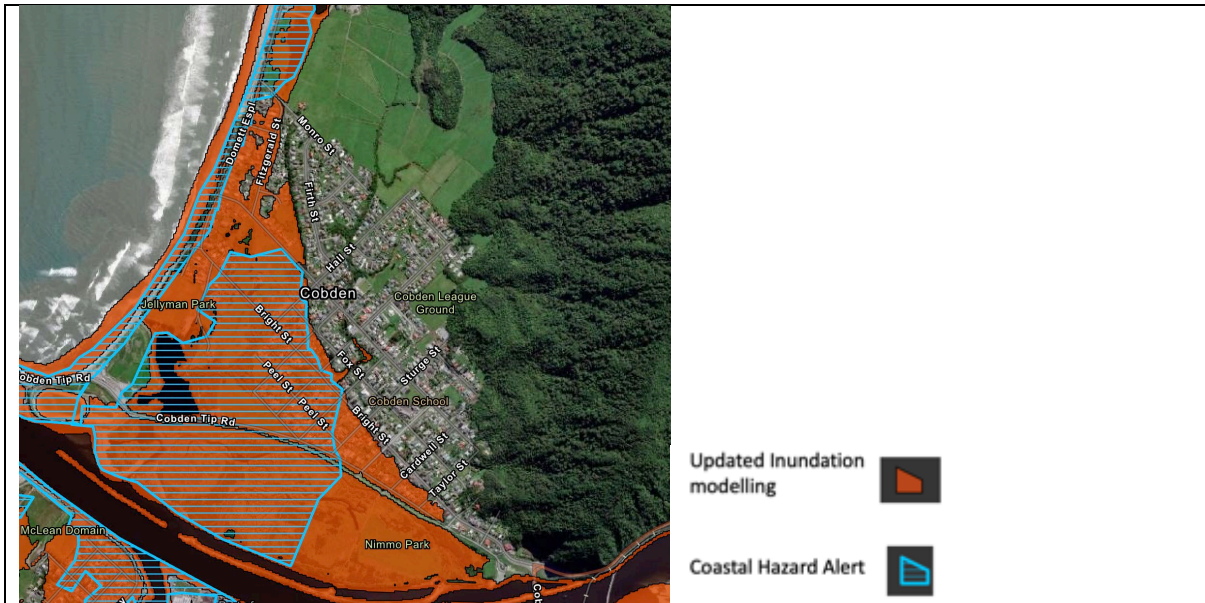 Domett Espl
Fitzgerald St
Monro St
Firth St
Hall St
Cobden
Cobden League
Ground
Jellyman Park
Bright St
Fox St
Sturge St
Peel St
Peel St
Cobden School
Bright St
Cobden Tip Rd
Cobden Tip Rd
Cardwell St
Taylor St
McLean Domain
Nimmo Park
Updated Inundation
modelling
Coastal Hazard Alert